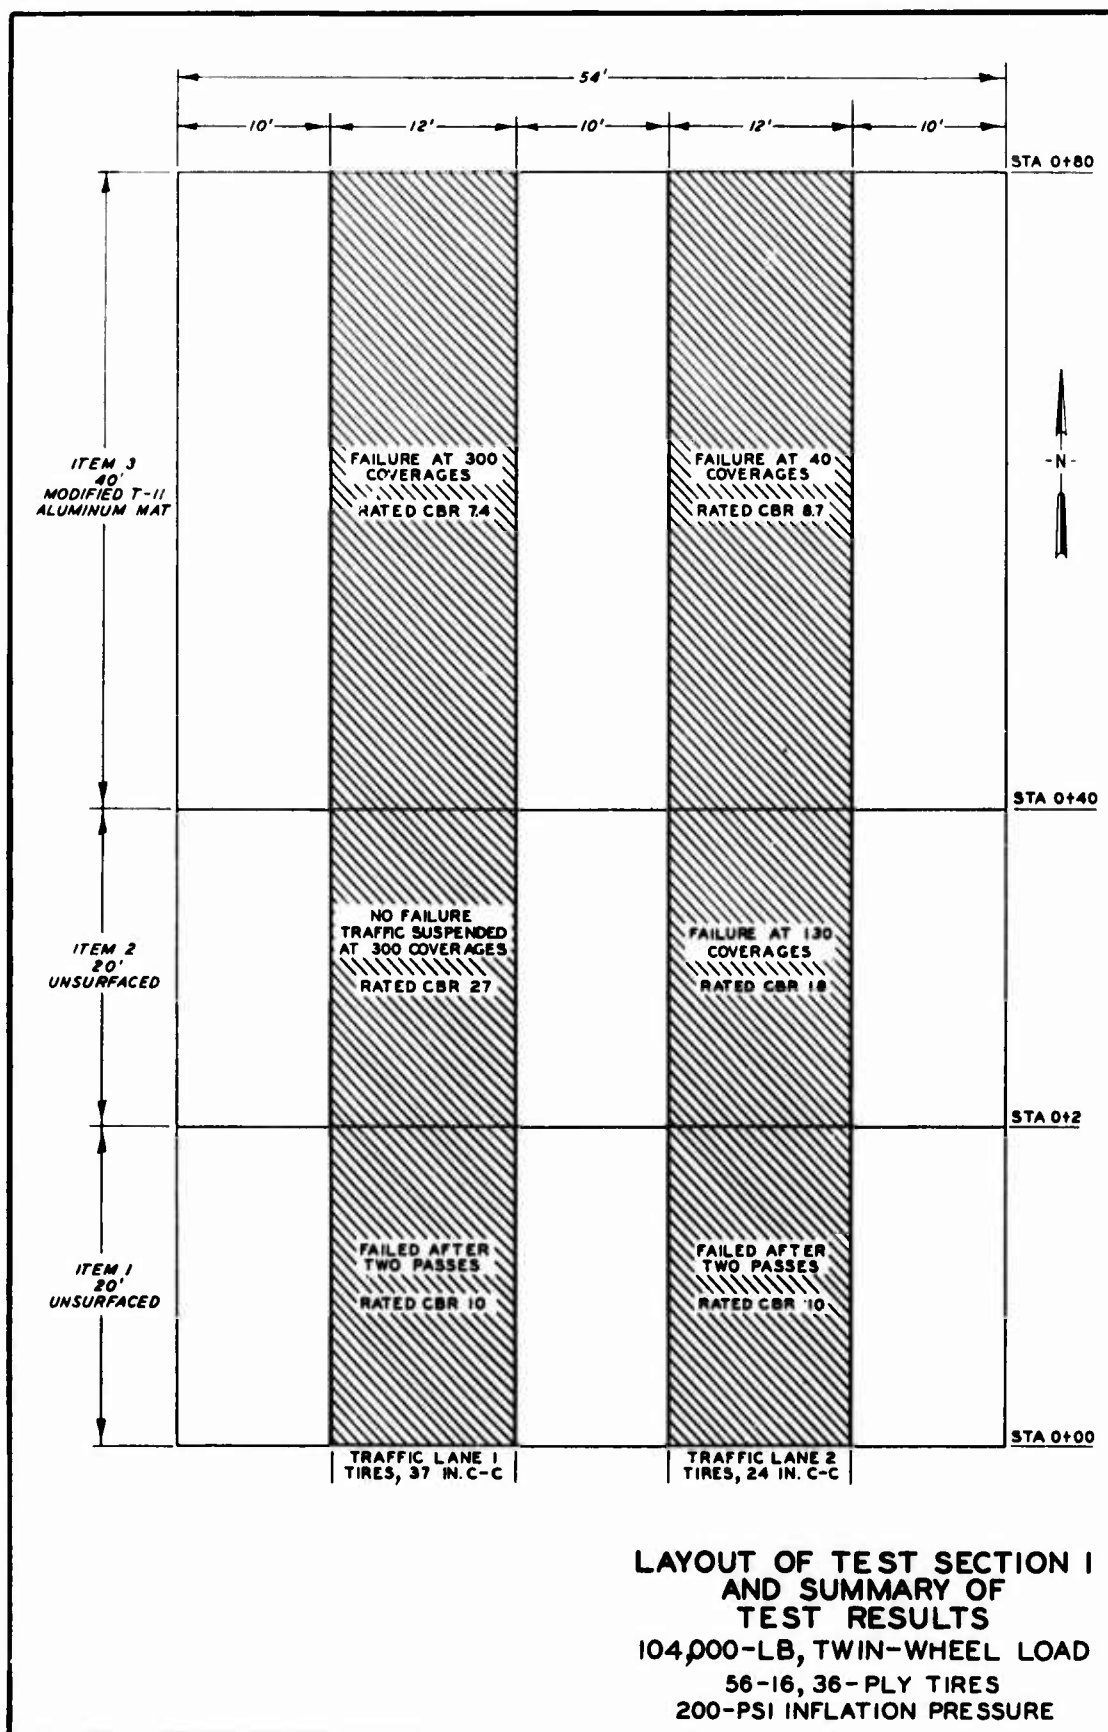 54'
10' 12' 10' 12' 10'
STA 0+80
ITEM 3
40'
MODIFIED T-11
ALUMINUM MAT
FAILURE AT 300
COVERAGES
RATED CBR 7.4
FAILURE AT 40
COVERAGES
RATED CBR 8.7
-N-
STA 0+40
ITEM 2
20'
UNSURFACED
NO FAILURE
TRAFFIC SUSPENDED
AT 300 COVERAGES
RATED CBR 27
FAILURE AT 130
COVERAGES
RATED CBR 18
STA 0+2
ITEM 1
20'
UNSURFACED
FAILED AFTER
TWO PASSES
RATED CBR 10
FAILED AFTER
TWO PASSES
RATED CBR 10
STA 0+00
TRAFFIC LANE 1
TIRES, 37 IN. C-C
TRAFFIC LANE 2
TIRES, 24 IN. C-C
LAYOUT OF TEST SECTION 1
AND SUMMARY OF
TEST RESULTS
104,000-LB, TWIN-WHEEL LOAD
56-16, 36-PLY TIRES
200-PSI INFLATION PRESSURE